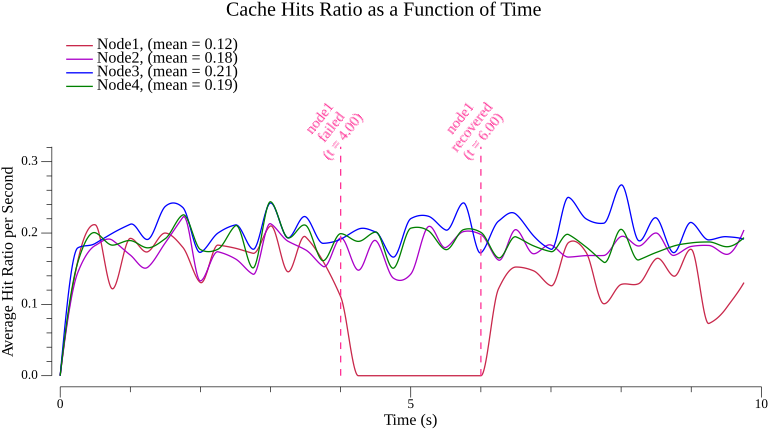 Cache Hits Ratio as a Function of Time
Node1, (mean = 0.12)
Node2, (mean = 0.18)
Node3, (mean = 0.21)
Node4, (mean = 0.19)
node1
failed
(t = 4.00)
node1
recovered
(t = 6.00)
Average Hit Ratio per Second
0.3
0.2
0.1
0.0
0
5
10
Time (s)